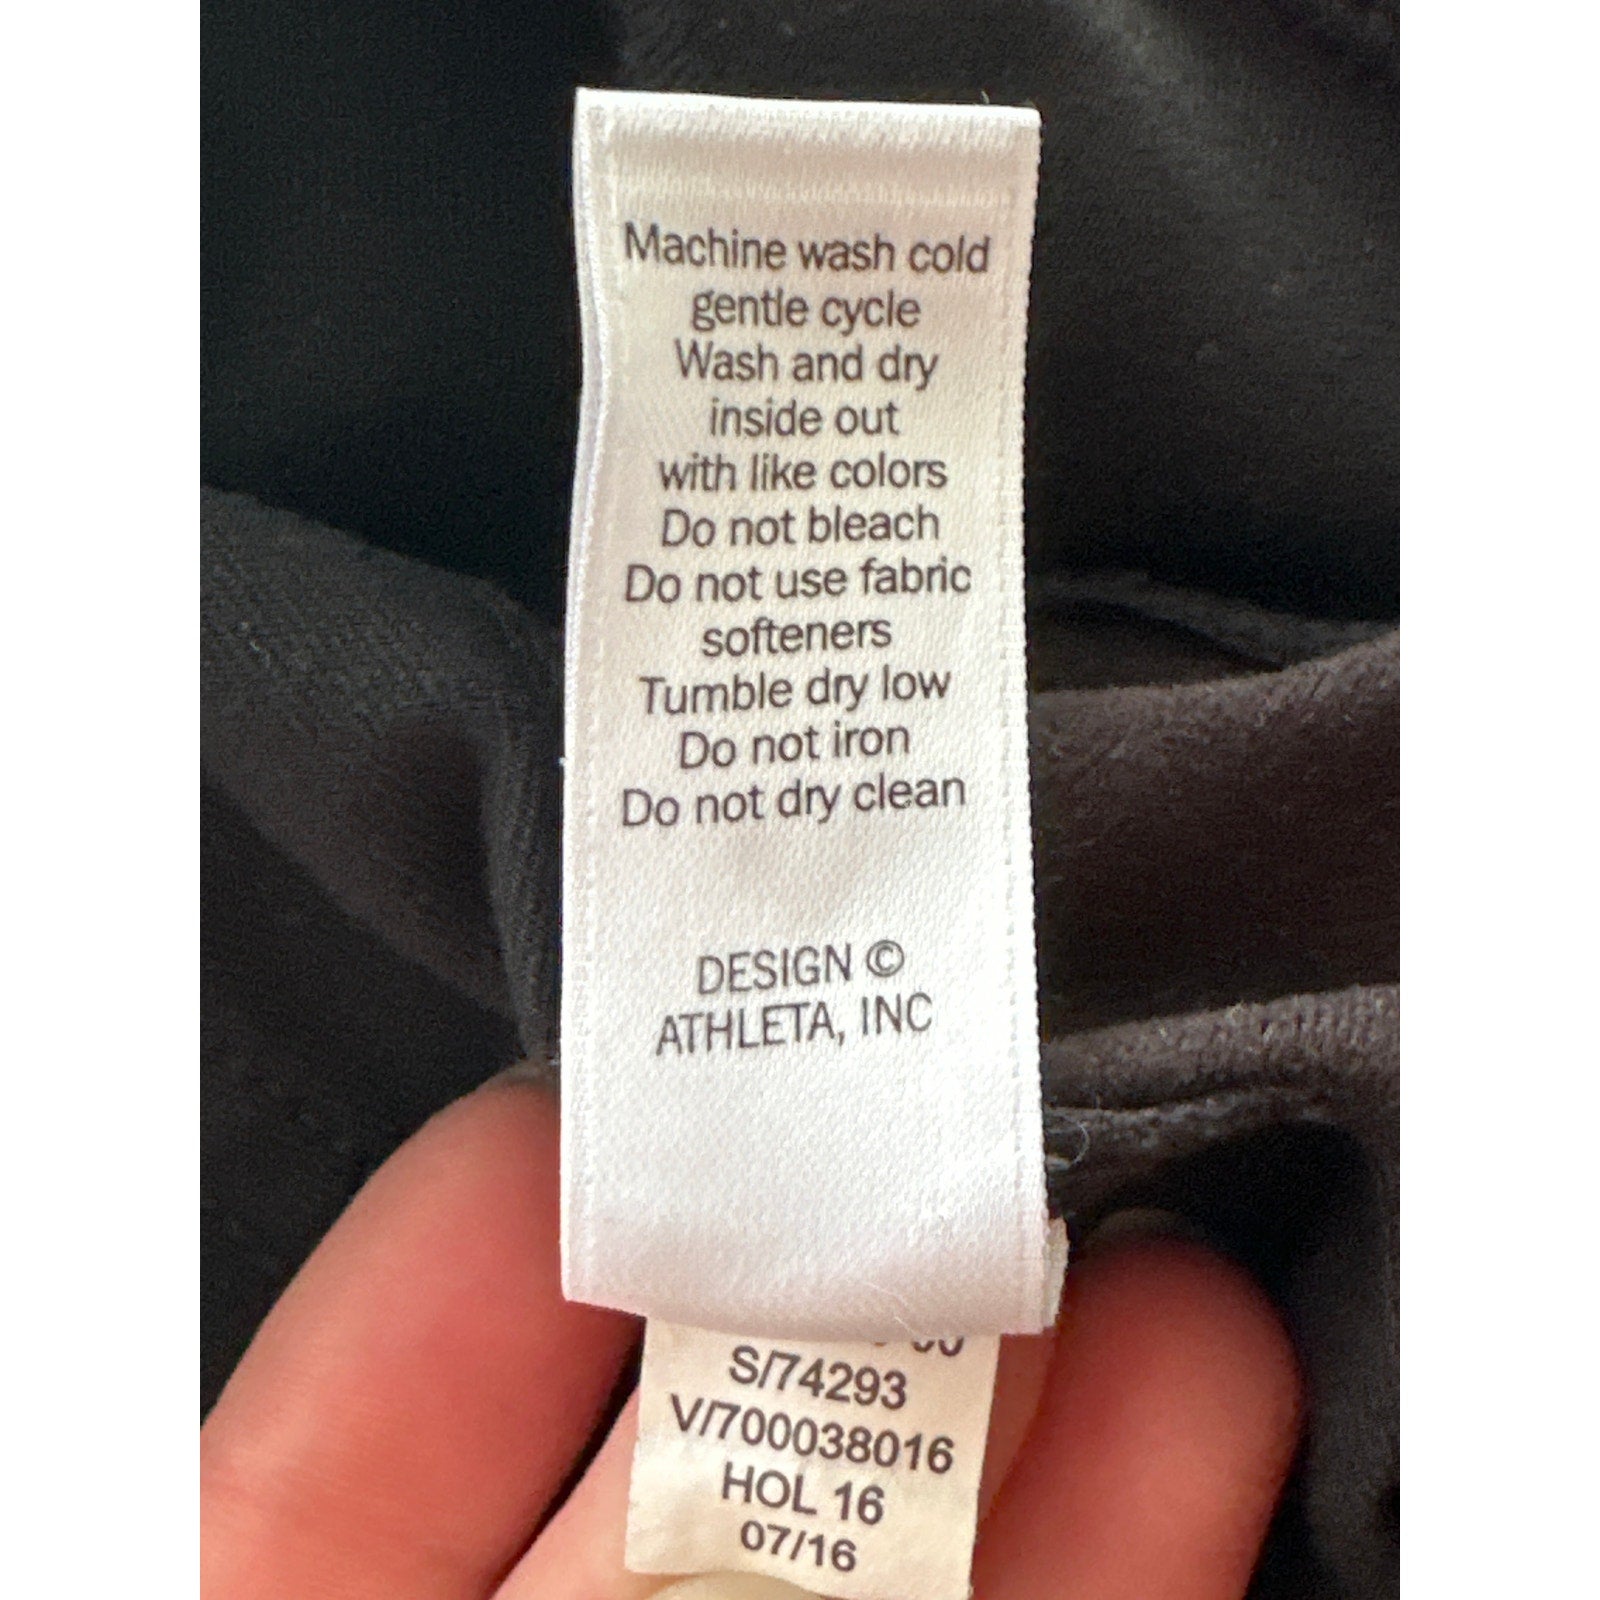 Machine wash cold
gentle cycle
Wash and dry
inside out
with like colors
Do not bleach
Do not use fabric
softeners
Tumble dry low
Do not iron
Do not dry clean
DESIGN ©
ATHLETA, INC
S/74293
V/700038016
HOL 16
07/16